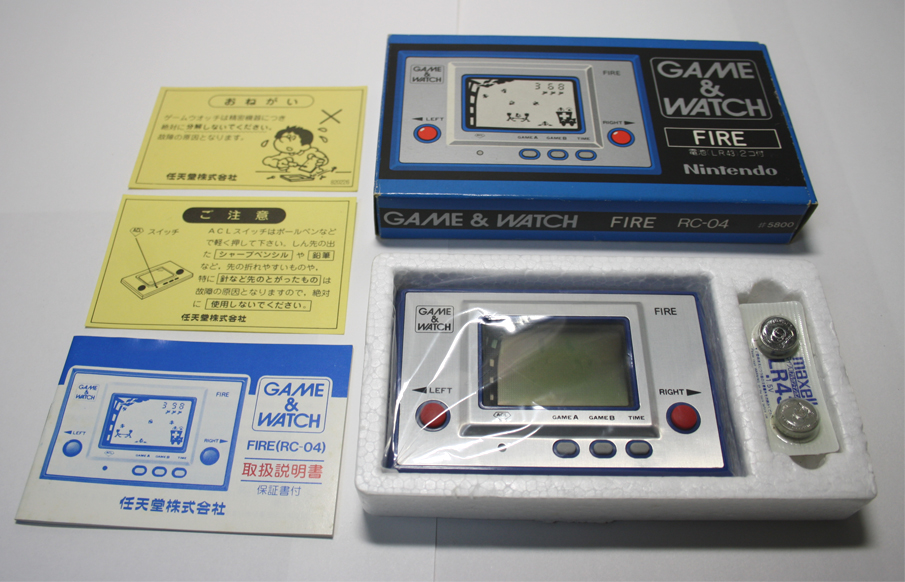 おねがい
ゲームウオッチは精密機器につき
絶対に分解しないでください。
故障の原因となります。
任天堂株式会社
ご注意
スイッチ
ACLスイッチはボールペンなど
で軽く押して下さい。しん先の出
た シャープペンシル や 鉛筆
など、先の折れやすいものや、
特に 針など先のとがったもの は
故障の原因となりますので、絶対
に 使用しないでください。
任天堂株式会社
GAME
&
WATCH
FIRE
358
LEFT
RIGHT
GAME A GAME B TIME
GAME
&
WATCH
FIRE(RC-04)
取扱説明書
保証書付
任天堂株式会社
GAME
&
WATCH
FIRE
368
LEFT
RIGHT
GAME A GAME B TIME
GAME
&
WATCH
FIRE
電池(LR43)2コ付
Nintendo
GAME & WATCH FIRE RC-04 ¥5800
GAME
&
WATCH
FIRE
LEFT
RIGHT
GAME A GAME B TIME
maxell
LR4